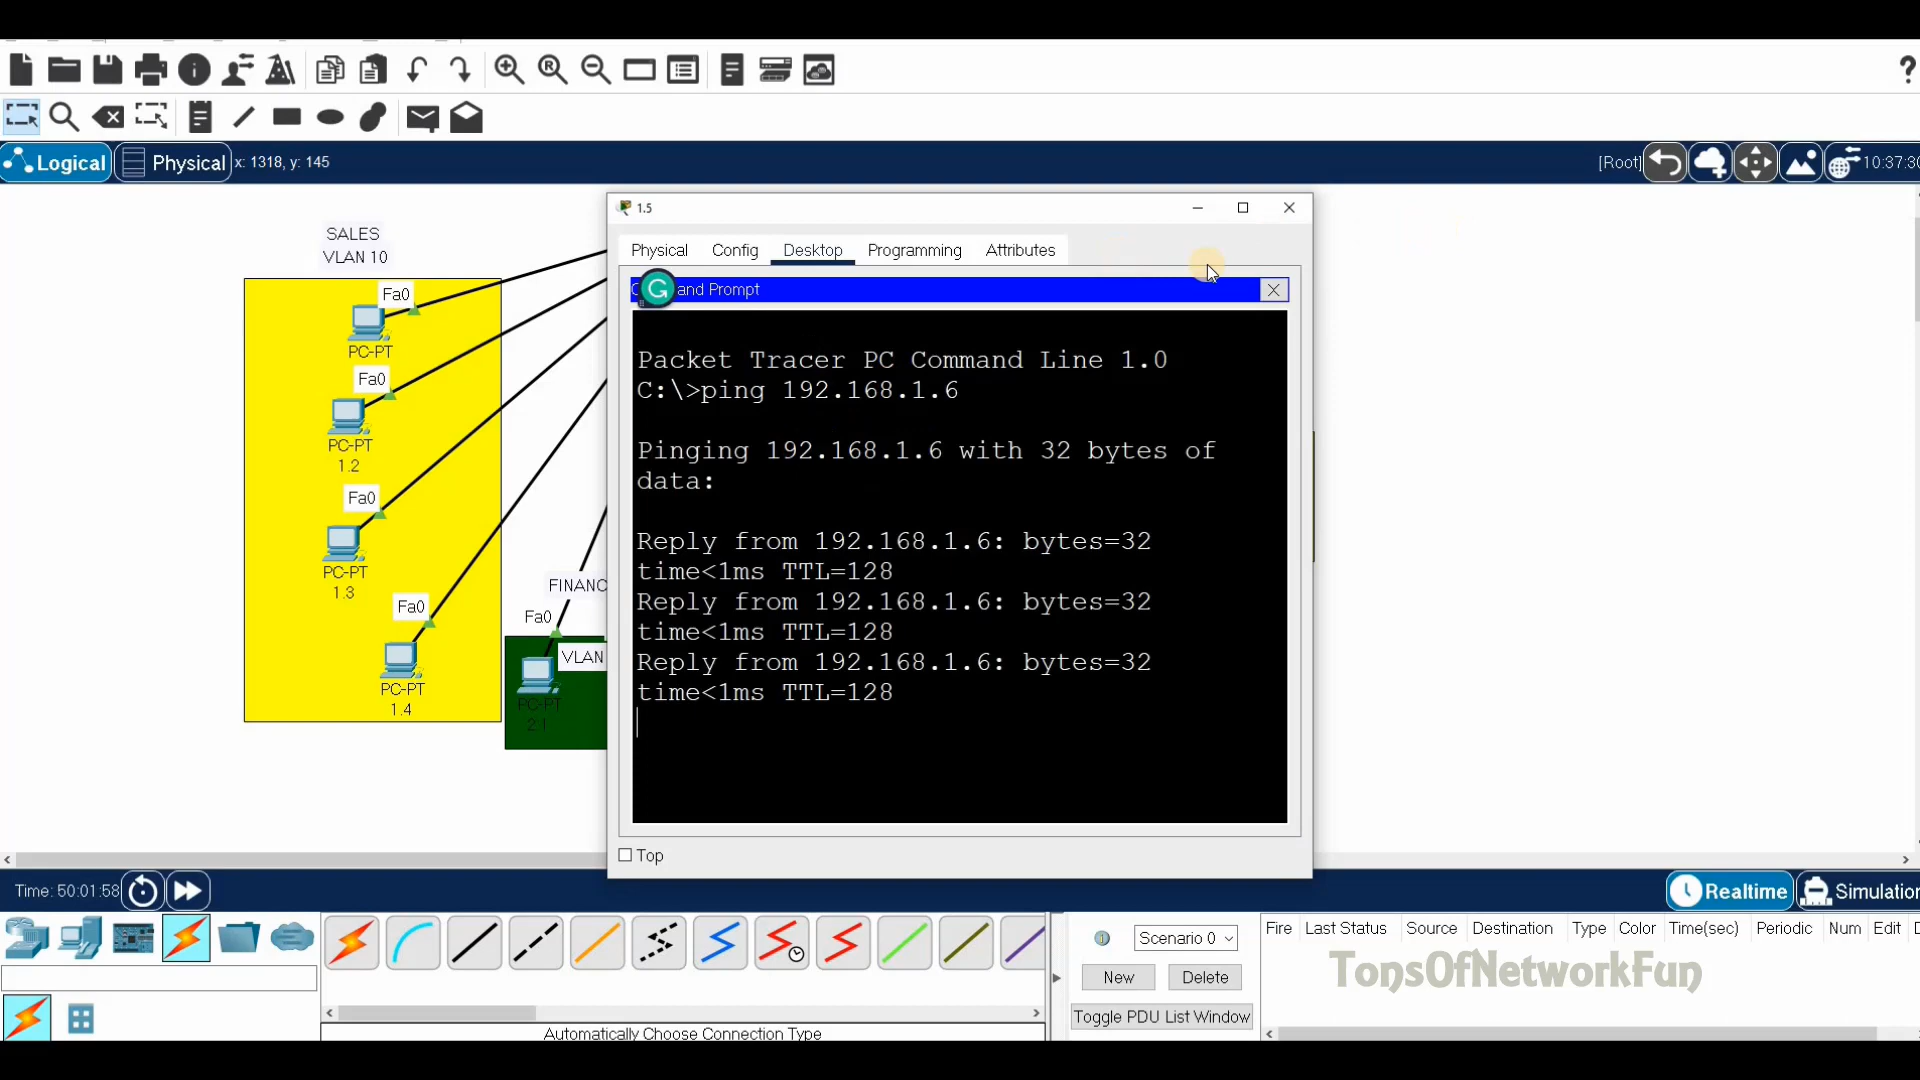 ?
Logical
Physical
x: 1318, y: 145
[Root]
10:37:30
SALES
VLAN 10
Fa0
PC-PT
Fa0
PC-PT
1.2
Fa0
PC-PT
1.3
Fa0
PC-PT
1.4
FINANC
Fa0
VLAN
PC-PT
2.1
1.5
Physical
Config
Desktop
Programming
Attributes
and Prompt
Packet Tracer PC Command Line 1.0
C:\>ping 192.168.1.6
Pinging 192.168.1.6 with 32 bytes of
data:
Reply from 192.168.1.6: bytes=32
time<1ms TTL=128
Reply from 192.168.1.6: bytes=32
time<1ms TTL=128
Reply from 192.168.1.6: bytes=32
time<1ms TTL=128
Top
Time: 50:01:58
Realtime
Simulation
Automatically Choose Connection Type
Scenario 0
New
Delete
Toggle PDU List Window
Fire
Last Status
Source
Destination
Type
Color
Time(sec)
Periodic
Num
Edit
TonsOfNetworkFun